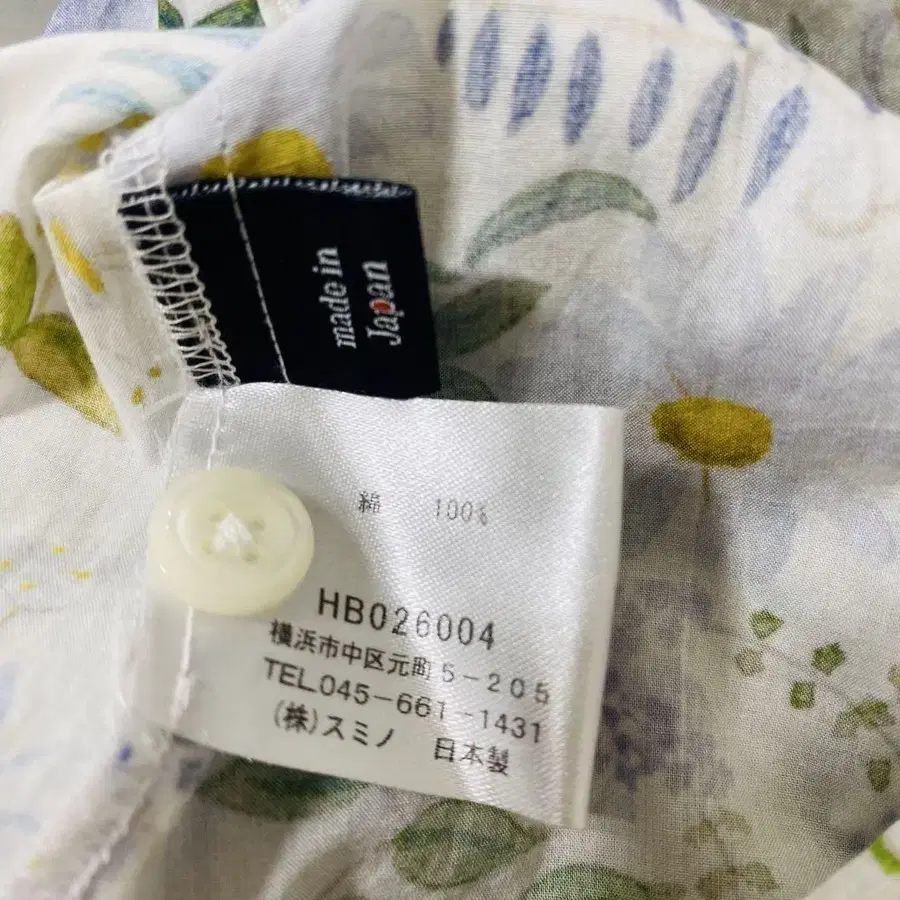 made in
Japan
綿 100%
HB026004
横浜市中区元町5-205
TEL.045-661-1431
(株)スミノ 日本製